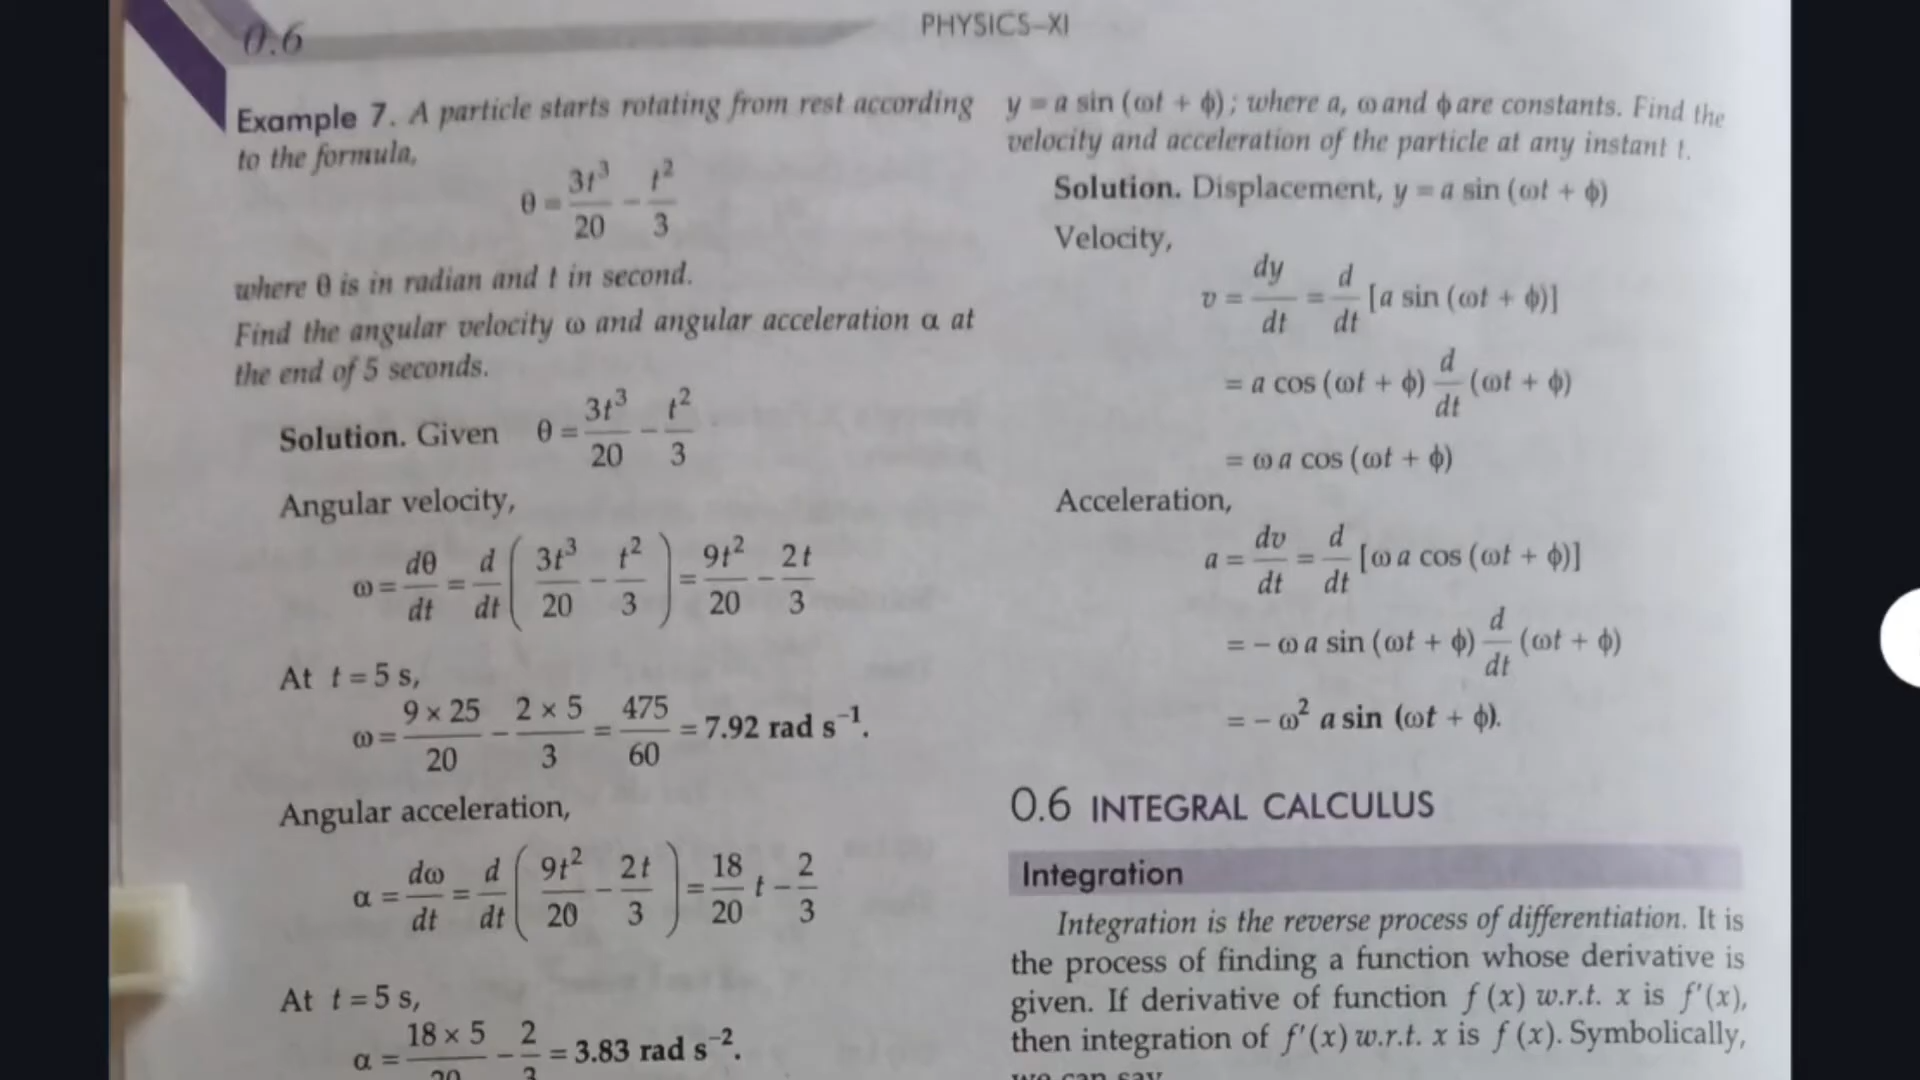 0.6
PHYSICS–XI
Example 7. A particle starts rotating from rest according
to the formula,
θ = 3t³/20 − t²/3
where θ is in radian and t in second.
Find the angular velocity ω and angular acceleration α at
the end of 5 seconds.
Solution. Given θ = 3t³/20 − t²/3
Angular velocity,
ω = dθ/dt = d/dt (3t³/20 − t²/3) = 9t²/20 − 2t/3
At t = 5 s,
ω = 9 × 25/20 − 2 × 5/3 = 475/60 = 7.92 rad s⁻¹.
Angular acceleration,
α = dω/dt = d/dt (9t²/20 − 2t/3) = 18/20 t − 2/3
At t = 5 s,
α = 18 × 5/20 − 2/3 = 3.83 rad s⁻².
y = a sin (ωt + ϕ); where a, ω and ϕ are constants. Find the
velocity and acceleration of the particle at any instant t.
Solution. Displacement, y = a sin (ωt + ϕ)
Velocity,
v = dy/dt = d/dt [a sin (ωt + ϕ)]
= a cos (ωt + ϕ) d/dt (ωt + ϕ)
= ω a cos (ωt + ϕ)
Acceleration,
a = dv/dt = d/dt [ω a cos (ωt + ϕ)]
= − ω a sin (ωt + ϕ) d/dt (ωt + ϕ)
= − ω² a sin (ωt + ϕ).
0.6 INTEGRAL CALCULUS
Integration
Integration is the reverse process of differentiation. It is
the process of finding a function whose derivative is
given. If derivative of function f (x) w.r.t. x is f′(x),
then integration of f′(x) w.r.t. x is f (x). Symbolically,
we can say